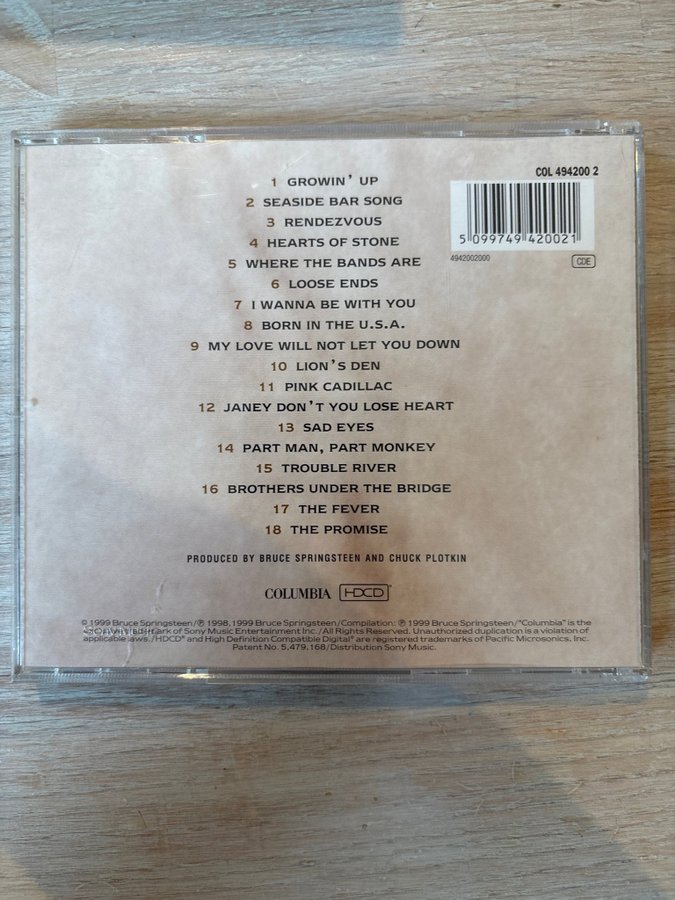 COL 494200 2
5 099749 420021
4942002000
CDE
1 GROWIN' UP
2 SEASIDE BAR SONG
3 RENDEZVOUS
4 HEARTS OF STONE
5 WHERE THE BANDS ARE
6 LOOSE ENDS
7 I WANNA BE WITH YOU
8 BORN IN THE U.S.A.
9 MY LOVE WILL NOT LET YOU DOWN
10 LION'S DEN
11 PINK CADILLAC
12 JANEY DON'T YOU LOSE HEART
13 SAD EYES
14 PART MAN, PART MONKEY
15 TROUBLE RIVER
16 BROTHERS UNDER THE BRIDGE
17 THE FEVER
18 THE PROMISE
PRODUCED BY BRUCE SPRINGSTEEN AND CHUCK PLOTKIN
COLUMBIA HDCD®
© 1999 Bruce Springsteen/℗ 1998, 1999 Bruce Springsteen/Compilation: ℗ 1999 Bruce Springsteen/"Columbia" is the
trademark of Sony Music Entertainment Inc./All Rights Reserved. Unauthorized duplication is a violation of
applicable laws./HDCD® and High Definition Compatible Digital® are registered trademarks of Pacific Microsonics, Inc.
Patent No. 5,479,168/Distribution Sony Music.